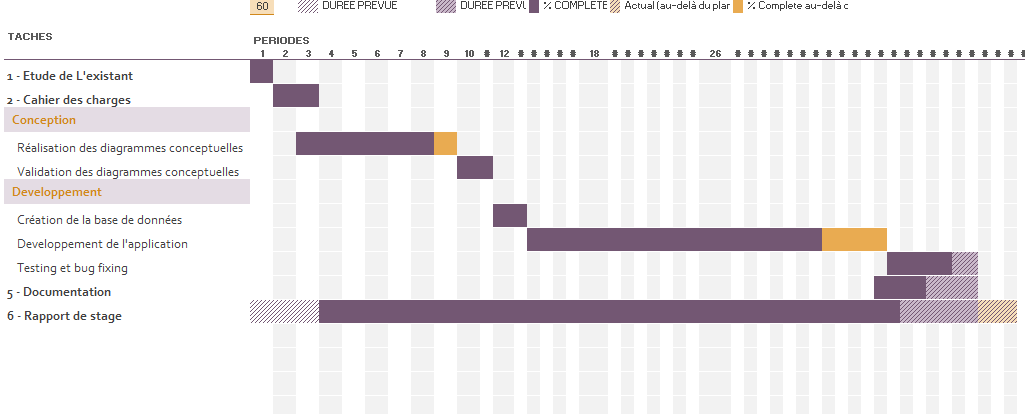 60 DUREE PREVUE DUREE PREVU % COMPLETE Actual (au-delà du plan % Complete au-delà c
TACHES
PERIODES
1 2 3 4 5 6 7 8 9 10 # 12 # # # # # 18 # # # # # # # 26 # # # # # # # # # # # # # # # # # # # # # # #
1 - Etude de L'existant
2 - Cahier des charges
Conception
Réalisation des diagrammes conceptuelles
Validation des diagrammes conceptuelles
Developpement
Création de la base de données
Developpement de l'application
Testing et bug fixing
5 - Documentation
6 - Rapport de stage